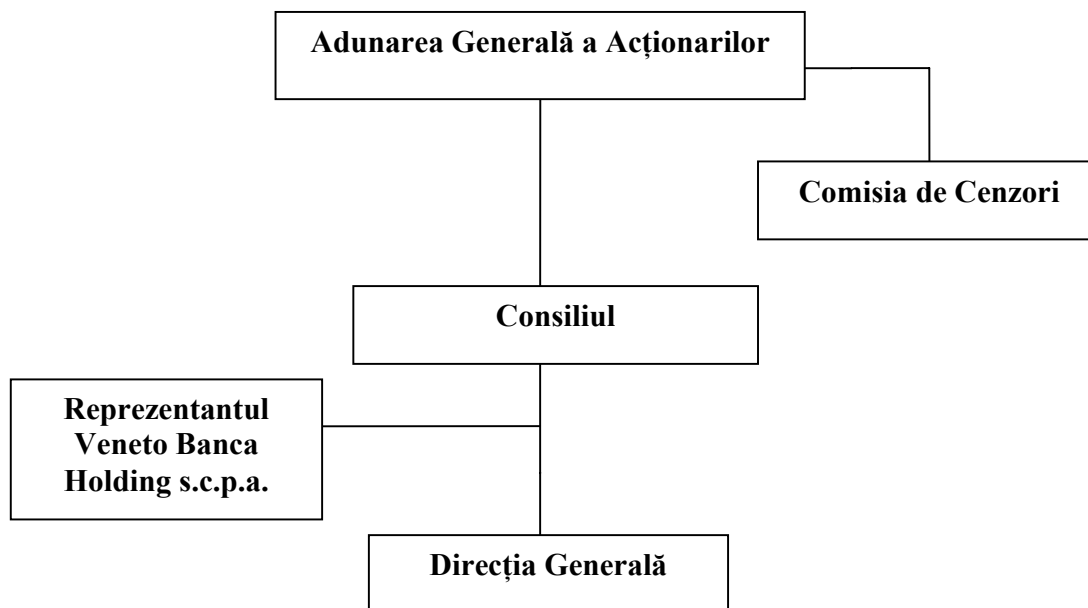 Adunarea Generală a Acționarilor
Comisia de Cenzori
Consiliul
Reprezentantul
Veneto Banca
Holding s.c.p.a.
Direcția Generală